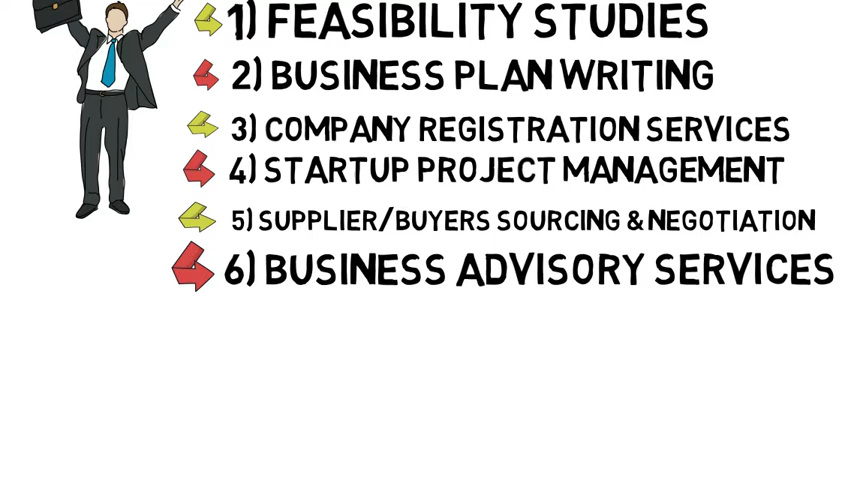 1) FEASIBILITY STUDIES
2) BUSINESS PLAN WRITING
3) COMPANY REGISTRATION SERVICES
4) STARTUP PROJECT MANAGEMENT
5) SUPPLIER/BUYERS SOURCING & NEGOTIATION
6) BUSINESS ADVISORY SERVICES